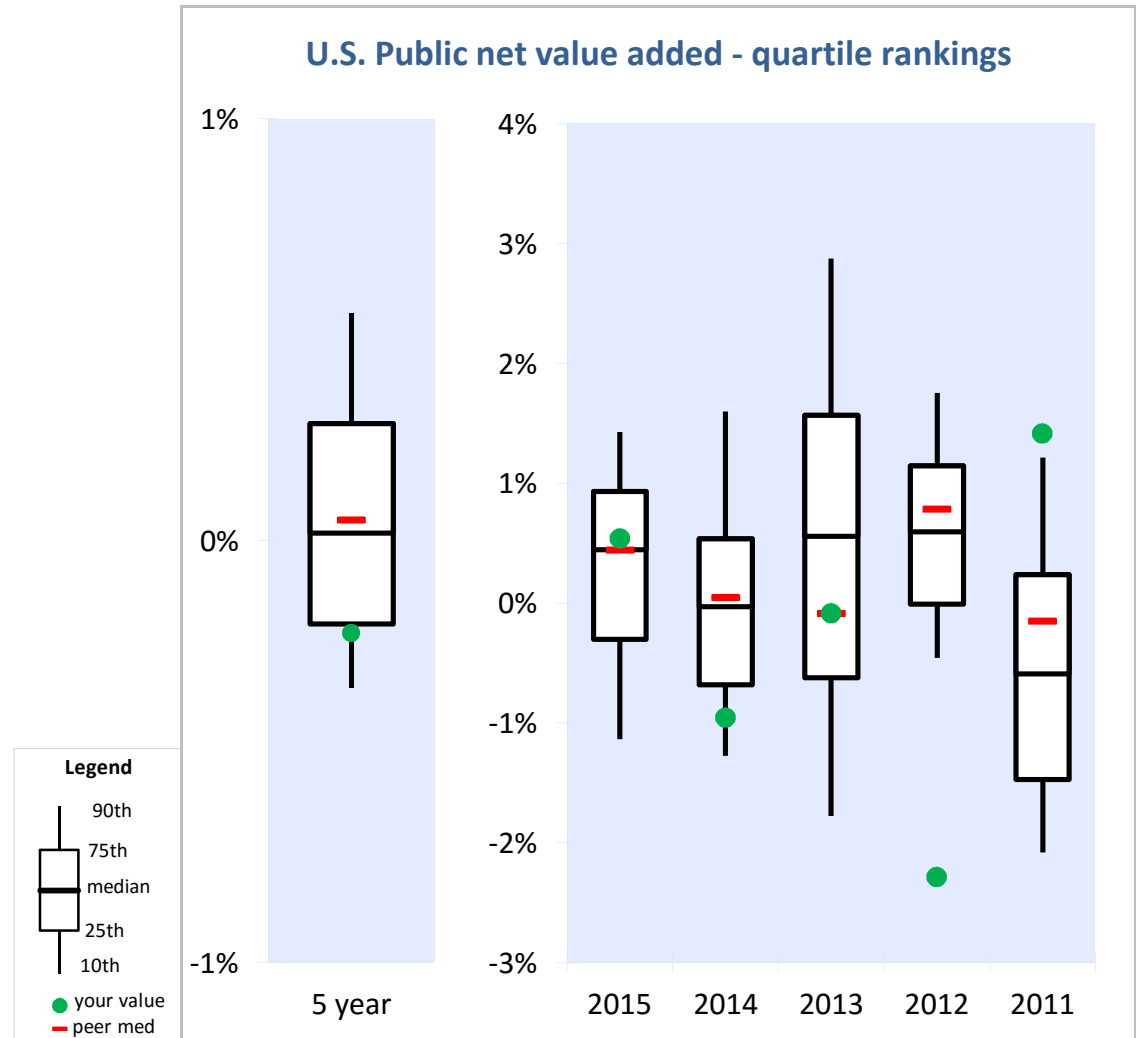 U.S. Public net value added - quartile rankings
1%
0%
-1%
5 year
4%
3%
2%
1%
0%
-1%
-2%
-3%
2015 2014 2013 2012 2011
Legend
90th
75th
median
25th
10th
your value
peer med